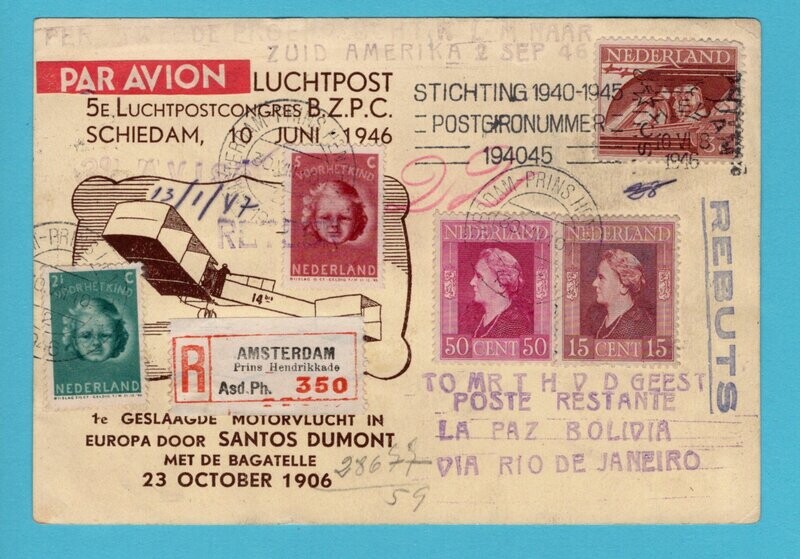 ZUID AMERIKA 2 SEP 46
PAR AVION LUCHTPOST
5E, LUCHTPOSTCONGRES B.Z.P.C.
SCHIEDAM, 10 JUNI 1946
STICHTING 1940-1945
POSTGIRONUMMER
194045
NEDERLAND
1946
13/1/47
5 C
VOOR HET KIND
NEDERLAND
2½ C
VOOR HET KIND
NEDERLAND
14 bis
50 CENT 50
15 CENT 15
REBUTS
R
AMSTERDAM
Prins Hendrikkade
Asd. Ph. 350
TO MR T H V D GEEST
POSTE RESTANTE
LA PAZ BOLIVIA
VIA RIO DE JANEIRO
1e GESLAAGDE MOTORVLUCHT IN
EUROPA DOOR SANTOS DUMONT
MET DE BAGATELLE
23 OCTOBER 1906
28677
59